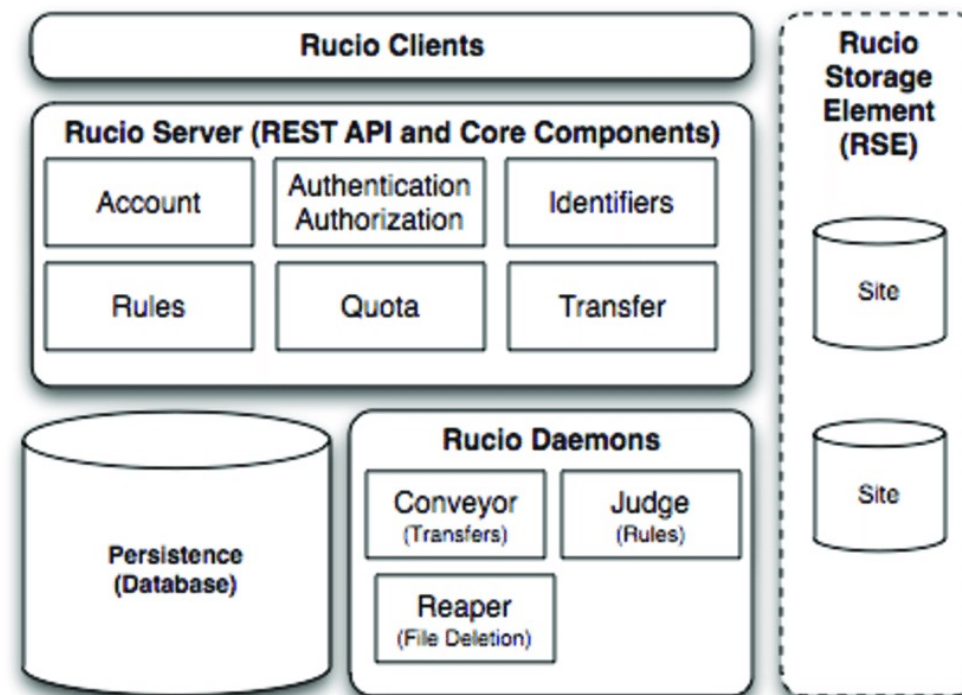 Rucio Clients
Rucio Server (REST API and Core Components)
Account
Authentication
Authorization
Identifiers
Rules
Quota
Transfer
Persistence
(Database)
Rucio Daemons
Conveyor
(Transfers)
Judge
(Rules)
Reaper
(File Deletion)
Rucio
Storage
Element
(RSE)
Site
Site